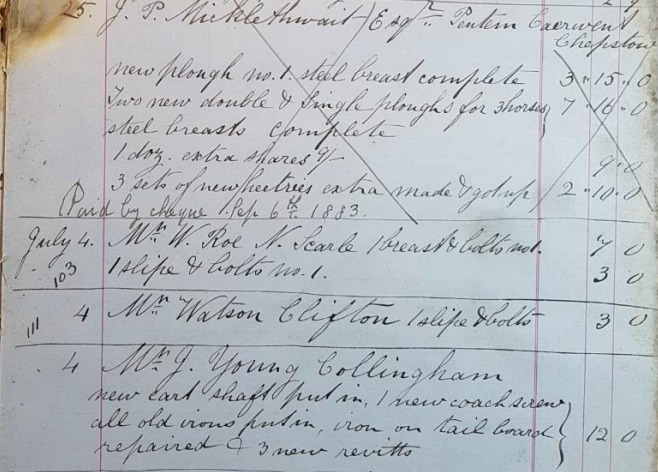 25. J. P. Micklethwait Esqr. Pentem Caerwent
Chepstow
new plough no. 1. steel breast complete 3 " 15 " 0
Two new double & single ploughs for 3 horses 7 " 16 " 0
steel breasts complete
1 doz. extra shares 9/- 9 " 0
3 sets of new heetries extra made & got up 2 " 10 " 0
Paid by cheque Sep 6th. 1883.
July 4. Mr. W. Roe N. Scarle 1 breast & bolts no1. 7 0
103 1 slipe & bolts no. 1. 3 0
111 4 Mr. Watson Clifton 1 slipe & bolts 3 0
4 Mr. J. Young Collingham
new cart shaft put in, 1 new coach screw
all old irons put in, iron on tail board 12 0
repaired & 3 new revitts